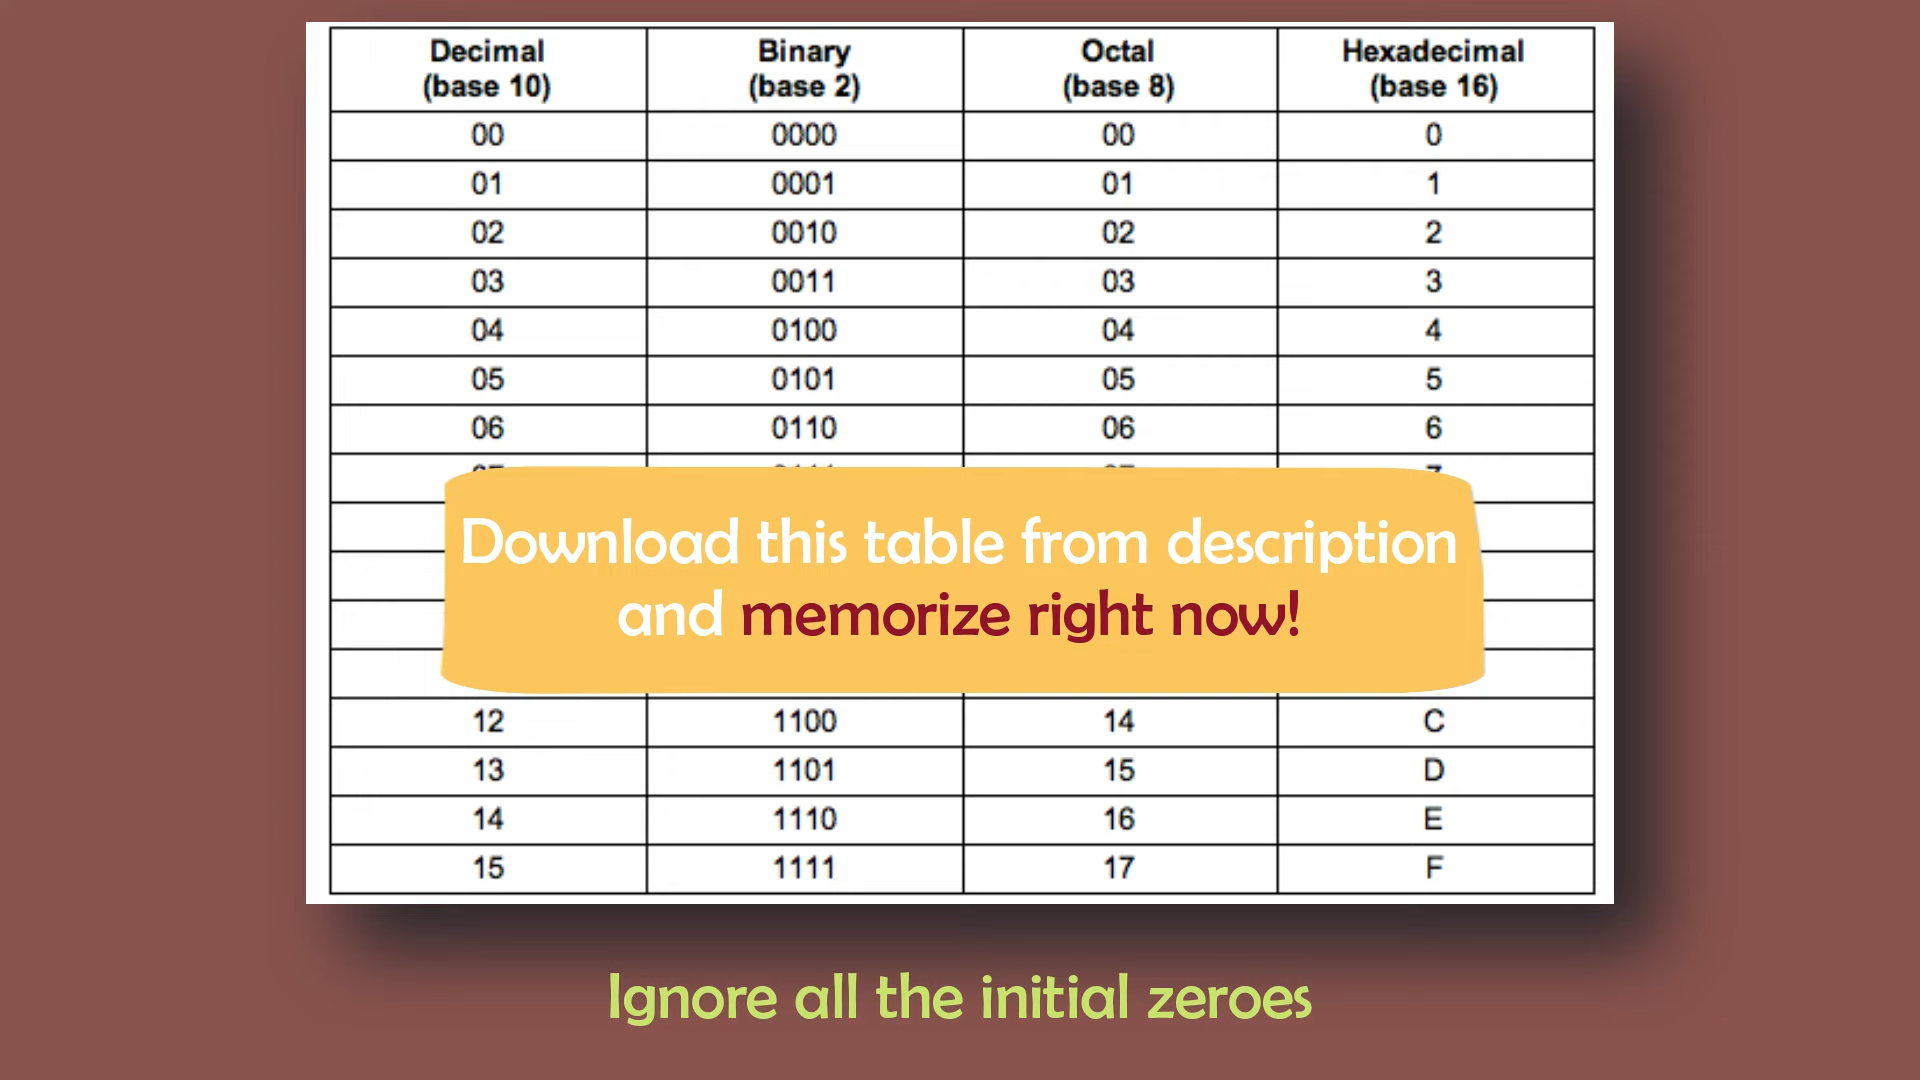 Decimal Binary Octal Hexadecimal
(base 10) (base 2) (base 8) (base 16)
00 0000 00 0
01 0001 01 1
02 0010 02 2
03 0011 03 3
04 0100 04 4
05 0101 05 5
06 0110 06 6
Download this table from description
and memorize right now!
12 1100 14 C
13 1101 15 D
14 1110 16 E
15 1111 17 F
Ignore all the initial zeroes